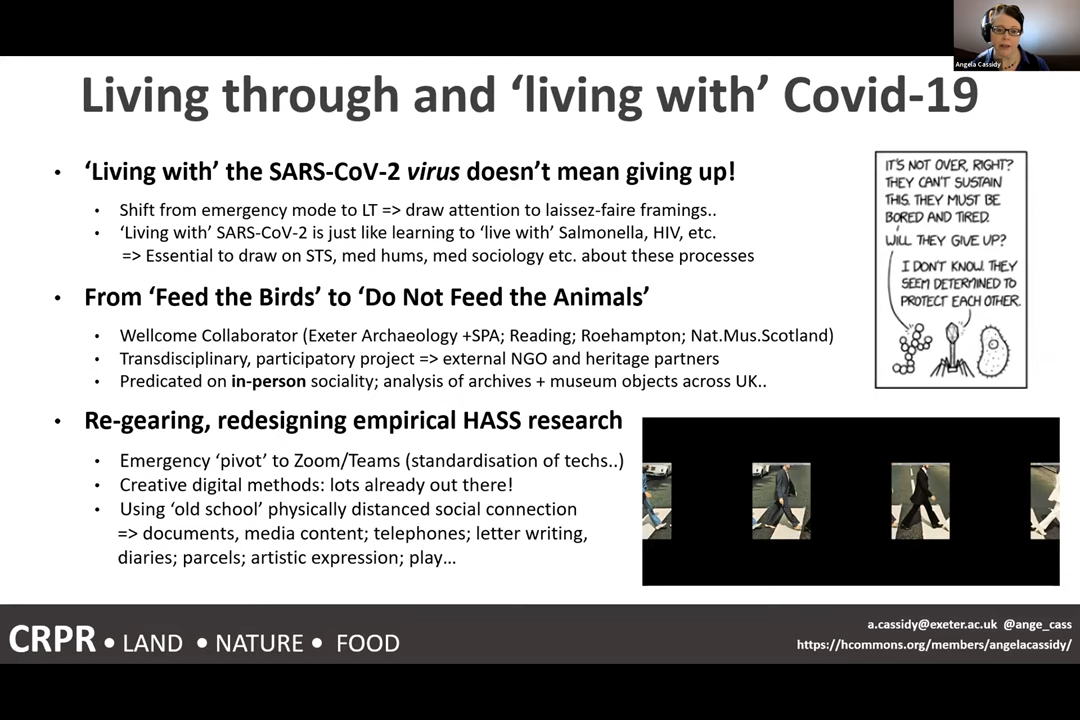 Angela Cassidy
Living through and ‘living with’ Covid-19
• ‘Living with’ the SARS-CoV-2 virus doesn’t mean giving up!
• Shift from emergency mode to LT => draw attention to laissez-faire framings..
• ‘Living with’ SARS-CoV-2 is just like learning to ‘live with’ Salmonella, HIV, etc.
=> Essential to draw on STS, med hums, med sociology etc. about these processes
• From ‘Feed the Birds’ to ‘Do Not Feed the Animals’
• Wellcome Collaborator (Exeter Archaeology +SPA; Reading; Roehampton; Nat.Mus.Scotland)
• Transdisciplinary, participatory project => external NGO and heritage partners
• Predicated on in-person sociality; analysis of archives + museum objects across UK..
• Re-gearing, redesigning empirical HASS research
• Emergency ‘pivot’ to Zoom/Teams (standardisation of techs..)
• Creative digital methods: lots already out there!
• Using ‘old school’ physically distanced social connection
=> documents, media content; telephones; letter writing,
diaries; parcels; artistic expression; play…
IT'S NOT OVER, RIGHT?
THEY CAN'T SUSTAIN
THIS. THEY MUST BE
BORED AND TIRED.
WILL THEY GIVE UP?
I DON'T KNOW. THEY
SEEM DETERMINED TO
PROTECT EACH OTHER.
CRPR • LAND • NATURE • FOOD
a.cassidy@exeter.ac.uk @ange_cass
https://hcommons.org/members/angelacassidy/